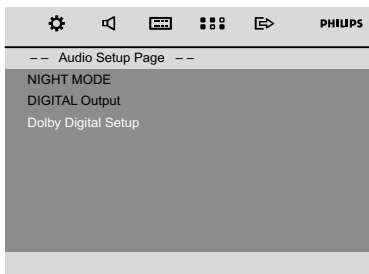 PHILIPS
-- Audio Setup Page --
NIGHT MODE
DIGITAL Output
Dolby Digital Setup